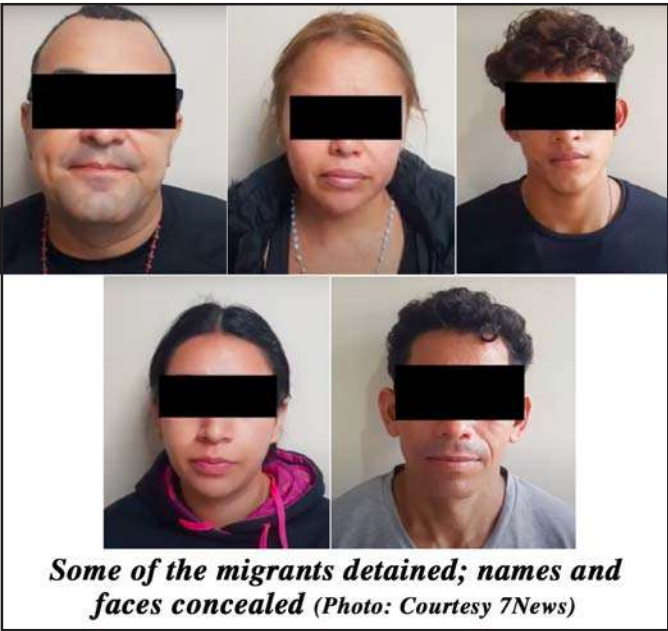 Some of the migrants detained; names and
faces concealed (Photo: Courtesy 7News)